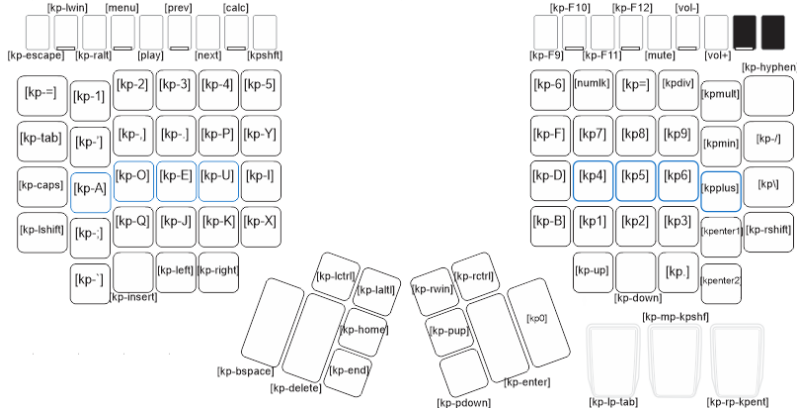 [kp-lwin] [menu] [prev] [calc]
[kp-escape] [kp-ralt] [play] [next] [kpshft]
[kp-=] [kp-1] [kp-2] [kp-3] [kp-4] [kp-5]
[kp-tab] [kp-'] [kp-,] [kp-.] [kp-P] [kp-Y]
[kp-caps] [kp-A] [kp-O] [kp-E] [kp-U] [kp-I]
[kp-lshift] [kp-;] [kp-Q] [kp-J] [kp-K] [kp-X]
[kp-`] [kp-insert] [kp-left] [kp-right]
[kp-lctrl] [kp-laltl]
[kp-home]
[kp-bspace] [kp-delete] [kp-end]
[kp-F10] [kp-F12] [vol-]
[kp-F9] [kp-F11] [mute] [vol+]
[kp-hyphen]
[kp-6] [numlk] [kp=] [kpdiv] [kpmult]
[kp-F] [kp7] [kp8] [kp9] [kpmin] [kp-/]
[kp-D] [kp4] [kp5] [kp6] [kpplus] [kp\]
[kp-B] [kp1] [kp2] [kp3] [kpenter1] [kp-rshift]
[kp-up] [kp-down] [kp.] [kpenter2]
[kp-rwin] [kp-rctrl]
[kp-pup] [kp0]
[kp-pdown] [kp-enter]
[kp-mp-kpshf]
[kp-lp-tab] [kp-rp-kpent]